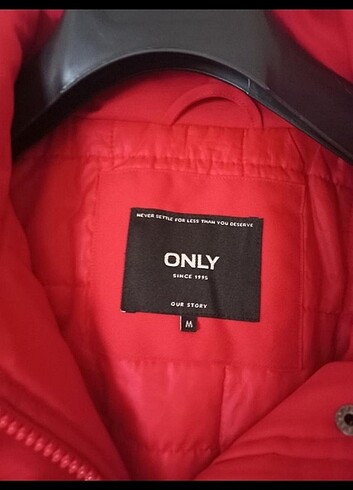 NEVER SETTLE FOR LESS THAN YOU DESERVE
ONLY
SINCE 1995
OUR STORY
M